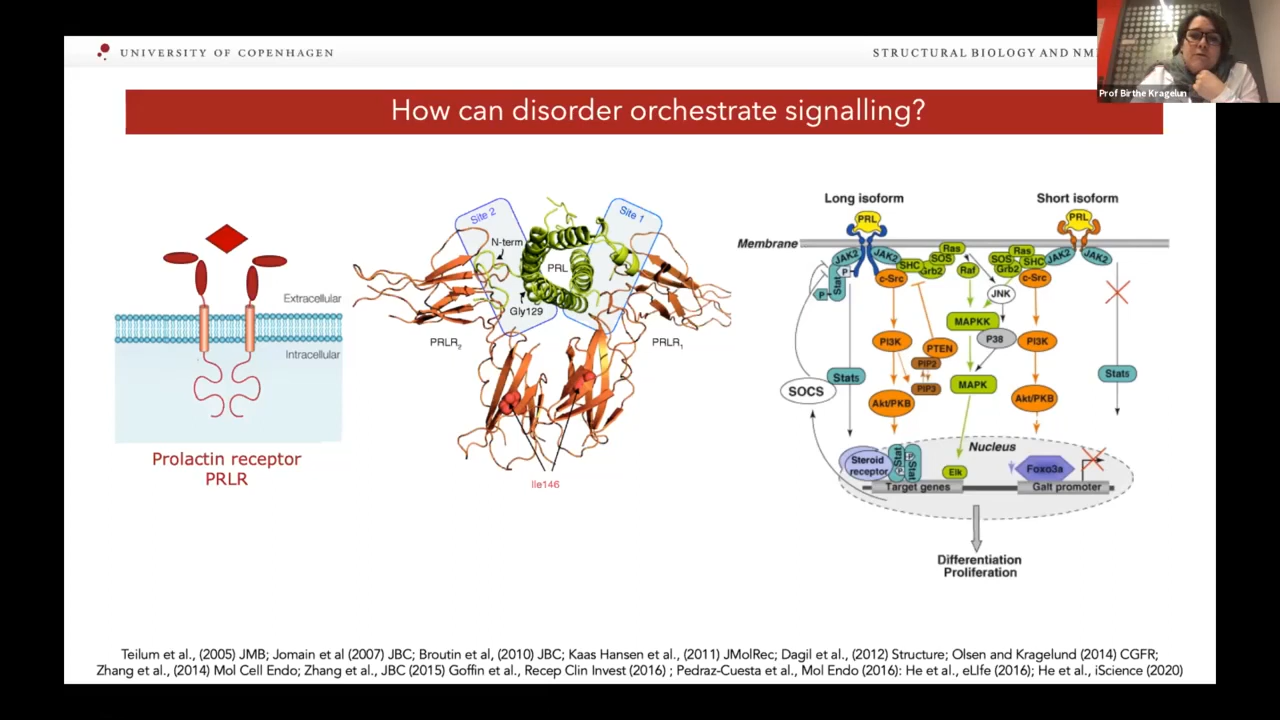 UNIVERSITY OF COPENHAGEN
STRUCTURAL BIOLOGY AND NM
Prof Birthe Kragelun
How can disorder orchestrate signalling?
Extracellular
Intracellular
Prolactin receptor
PRLR
Site 2
Site 1
N-term
PRL
Gly129
PRLR2
PRLR1
Ile146
Long isoform
Short isoform
PRL
PRL
Membrane
JAK2
JAK2
SHC
SOS
Grb2
Ras
Raf
Ras
SOS
Grb2
SHC
JAK2
JAK2
P
Stat
P
c-Src
c-Src
JNK
MAPKK
P38
PI3K
PTEN
PIP2
PIP3
PI3K
MAPK
SOCS
Stats
Stats
Akt/PKB
Akt/PKB
Nucleus
Steroid
receptor
Stat
Stat
Elk
Foxo3a
Target genes
Galt promoter
Differentiation
Proliferation
Teilum et al., (2005) JMB; Jomain et al (2007) JBC; Broutin et al, (2010) JBC; Kaas Hansen et al., (2011) JMolRec; Dagil et al., (2012) Structure; Olsen and Kragelund (2014) CGFR;
Zhang et al., (2014) Mol Cell Endo; Zhang et al., JBC (2015) Goffin et al., Recep Clin Invest (2016) ; Pedraz-Cuesta et al., Mol Endo (2016): He et al., eLIfe (2016); He et al., iScience (2020)